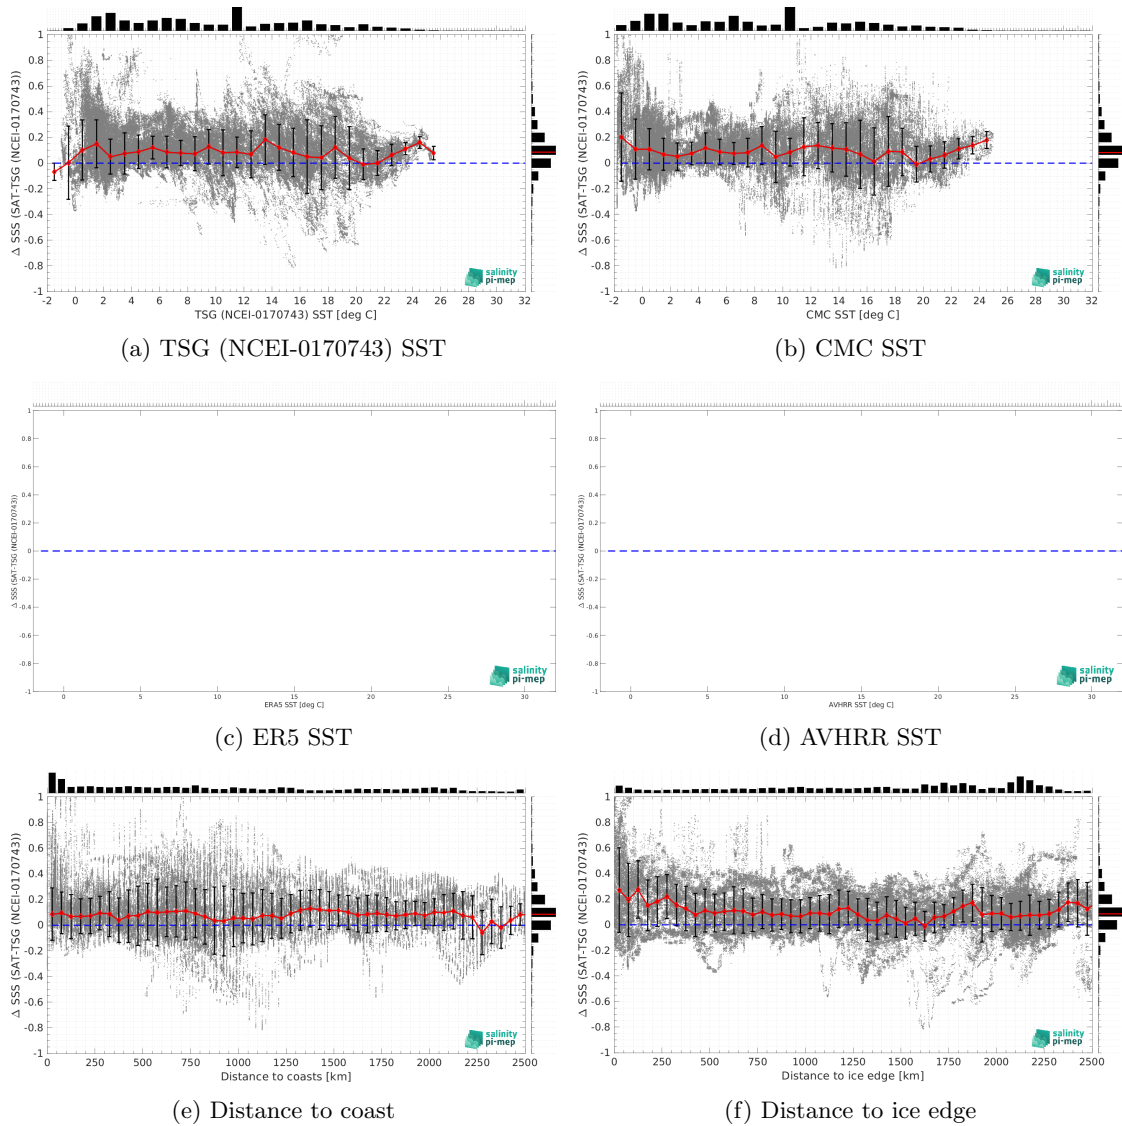 1
0.8
0.6
0.4
0.2
0
-0.2
-0.4
-0.6
-0.8
-1
Δ SSS (SAT-TSG (NCEI-0170743))
-2 0 2 4 6 8 10 12 14 16 18 20 22 24 26 28 30 32
TSG (NCEI-0170743) SST [deg C]
salinity
pi-mep
(a) TSG (NCEI-0170743) SST
1
0.8
0.6
0.4
0.2
0
-0.2
-0.4
-0.6
-0.8
-1
Δ SSS (SAT-TSG (NCEI-0170743))
-2 0 2 4 6 8 10 12 14 16 18 20 22 24 26 28 30 32
CMC SST [deg C]
salinity
pi-mep
(b) CMC SST
1
0.8
0.6
0.4
0.2
0
-0.2
-0.4
-0.6
-0.8
-1
Δ SSS (SAT-TSG (NCEI-0170743))
0 5 10 15 20 25 30
ERA5 SST [deg C]
salinity
pi-mep
(c) ER5 SST
1
0.8
0.6
0.4
0.2
0
-0.2
-0.4
-0.6
-0.8
-1
Δ SSS (SAT-TSG (NCEI-0170743))
0 5 10 15 20 25 30
AVHRR SST [deg C]
salinity
pi-mep
(d) AVHRR SST
1
0.8
0.6
0.4
0.2
0
-0.2
-0.4
-0.6
-0.8
-1
Δ SSS (SAT-TSG (NCEI-0170743))
0 250 500 750 1000 1250 1500 1750 2000 2250 2500
Distance to coasts [km]
salinity
pi-mep
(e) Distance to coast
1
0.8
0.6
0.4
0.2
0
-0.2
-0.4
-0.6
-0.8
-1
Δ SSS (SAT-TSG (NCEI-0170743))
0 250 500 750 1000 1250 1500 1750 2000 2250 2500
Distance to ice edge [km]
salinity
pi-mep
(f) Distance to ice edge